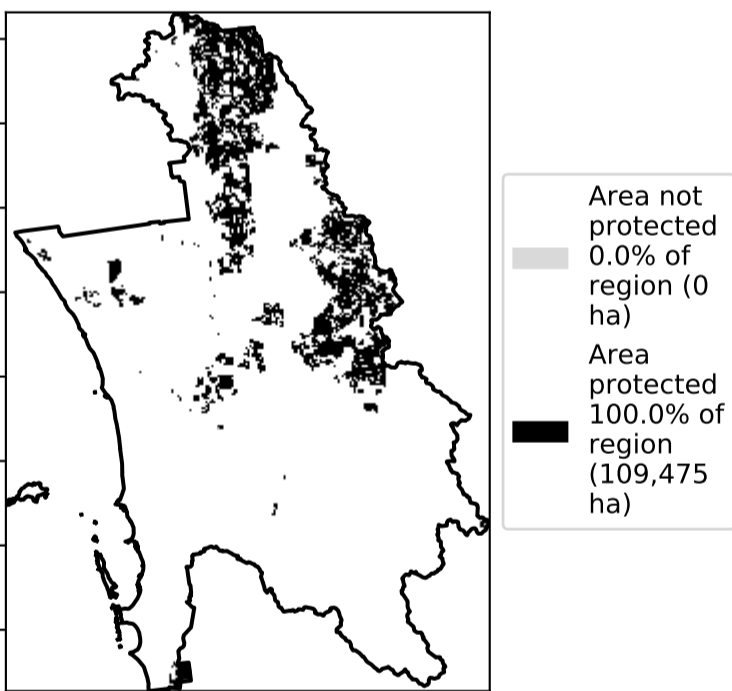 Area not
protected
0.0% of
region (0
ha)
Area
protected
100.0% of
region
(109,475
ha)